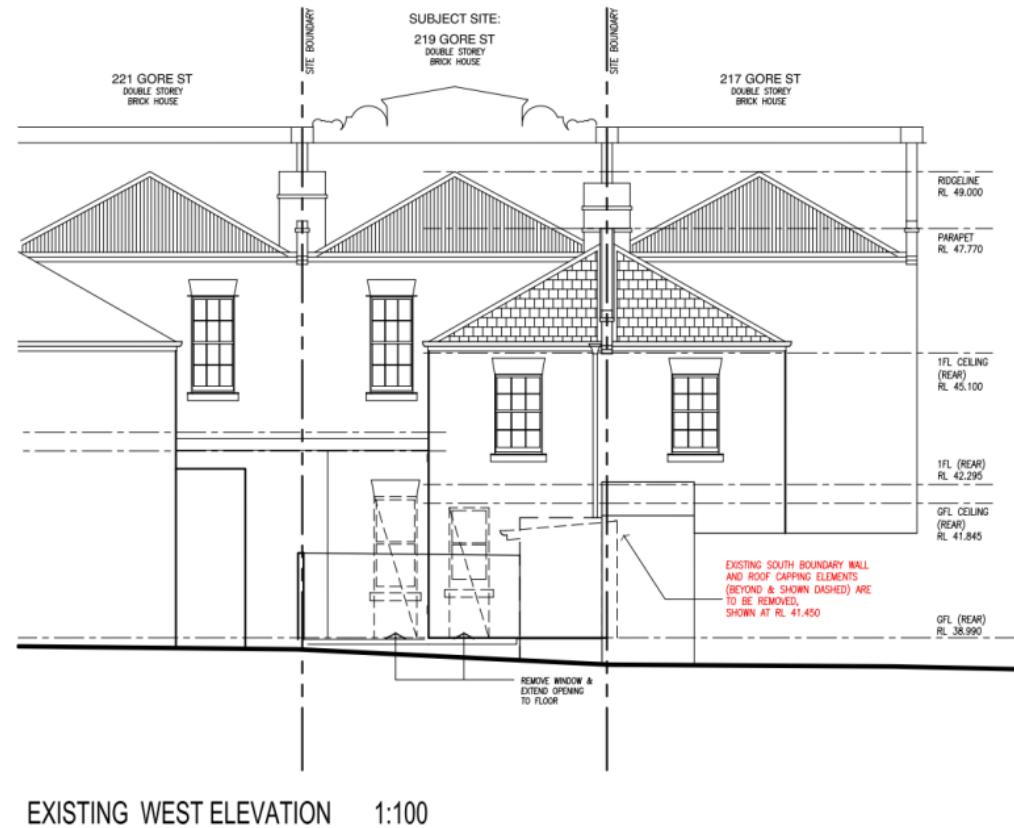 SUBJECT SITE:
219 GORE ST
DOUBLE STOREY
BRICK HOUSE
SITE BOUNDARY
SITE BOUNDARY
221 GORE ST
DOUBLE STOREY
BRICK HOUSE
217 GORE ST
DOUBLE STOREY
BRICK HOUSE
RIDGELINE
RL 49.000
PARAPET
RL 47.770
1FL CEILING
(REAR)
RL 45.100
1FL (REAR)
RL 42.295
GFL CEILING
(REAR)
RL 41.845
EXISTING SOUTH BOUNDARY WALL
AND ROOF CAPPING ELEMENTS
(BEYOND & SHOWN DASHED) ARE
TO BE REMOVED,
SHOWN AT RL 41.450
GFL (REAR)
RL 38.990
REMOVE WINDOW &
EXTEND OPENING
TO FLOOR
EXISTING WEST ELEVATION 1:100